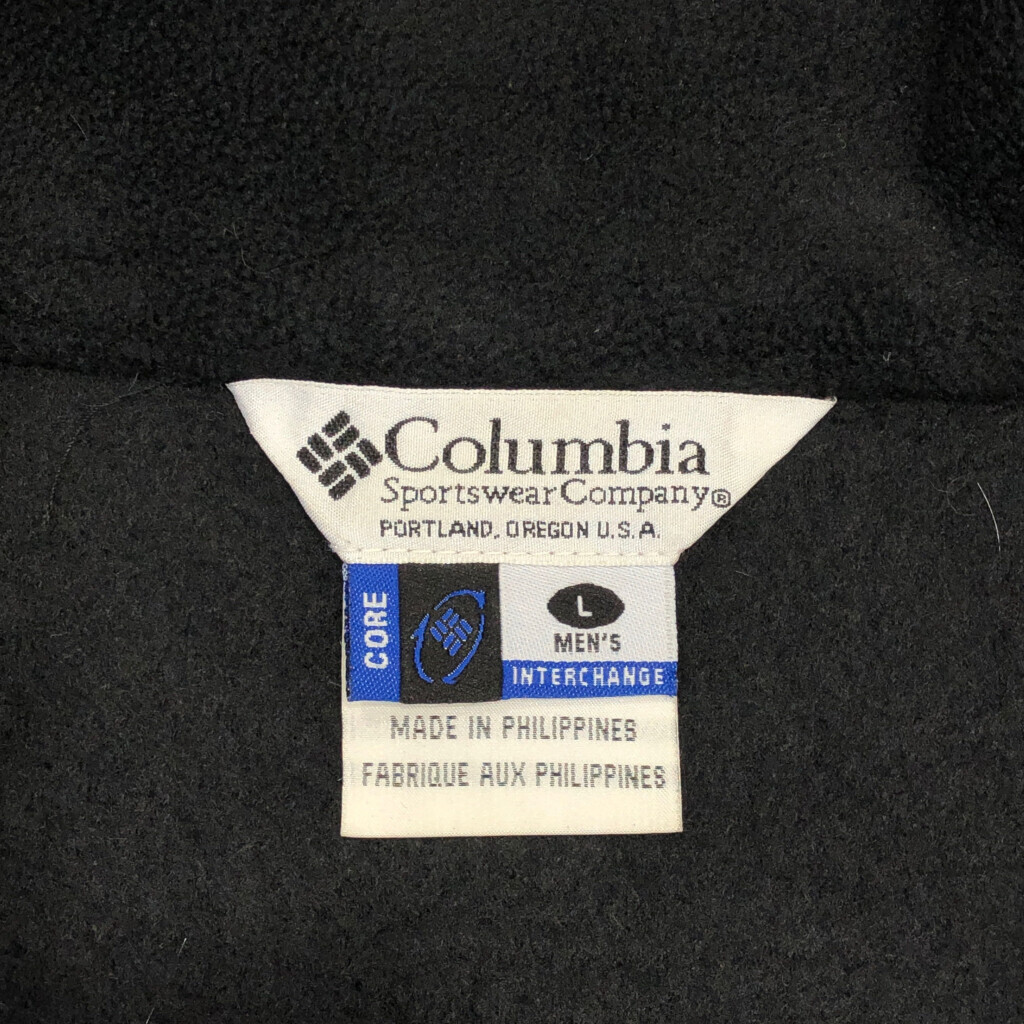 Columbia
Sportswear Company®
PORTLAND, OREGON U.S.A.
CORE
L
MEN'S
INTERCHANGE
MADE IN PHILIPPINES
FABRIQUE AUX PHILIPPINES